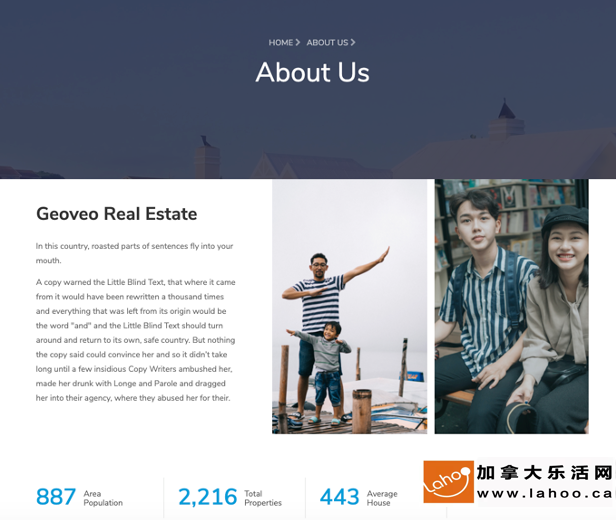 HOME > ABOUT US >
About Us
Geoveo Real Estate
In this country, roasted parts of sentences fly into your
mouth.
A copy warned the Little Blind Text, that where it came
from it would have been rewritten a thousand times
and everything that was left from its origin would be
the word "and" and the Little Blind Text should turn
around and return to its own, safe country. But nothing
the copy said could convince her and so it didn't take
long until a few insidious Copy Writers ambushed her,
made her drunk with Longe and Parole and dragged
her into their agency, where they abused her for their.
887 Area
Population
2,216 Total
Properties
443 Average
House
Lahoo
加拿大乐活网
www.lahoo.ca